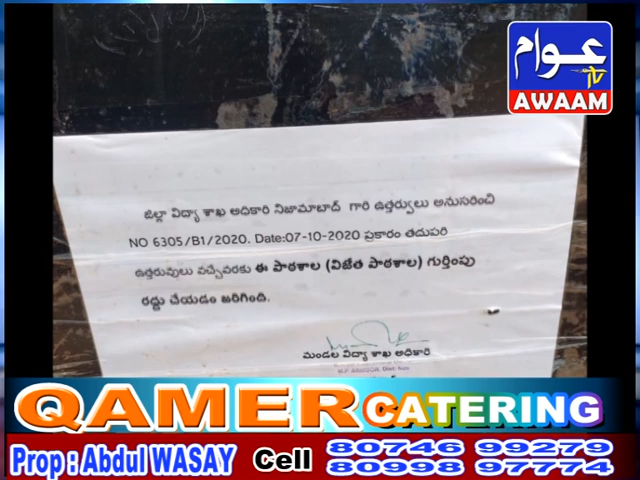 عوام
TV
AWAAM
జిల్లా విద్యా శాఖ అధికారి నిజామాబాద్ గారి ఉత్తర్వులు అనుసరించి
NO 6305/B1/2020. Date:07-10-2020 ప్రకారం తదుపరి
ఉత్తరువులు వచ్చేవరకు ఈ పాఠశాల (విజేత పాఠశాల) గుర్తింపు
రద్దు చేయడం జరిగింది.
మండల విద్యా శాఖ అధికారి
QAMER CATERING
Prop : Abdul WASAY Cell 80746 99279
80998 97774